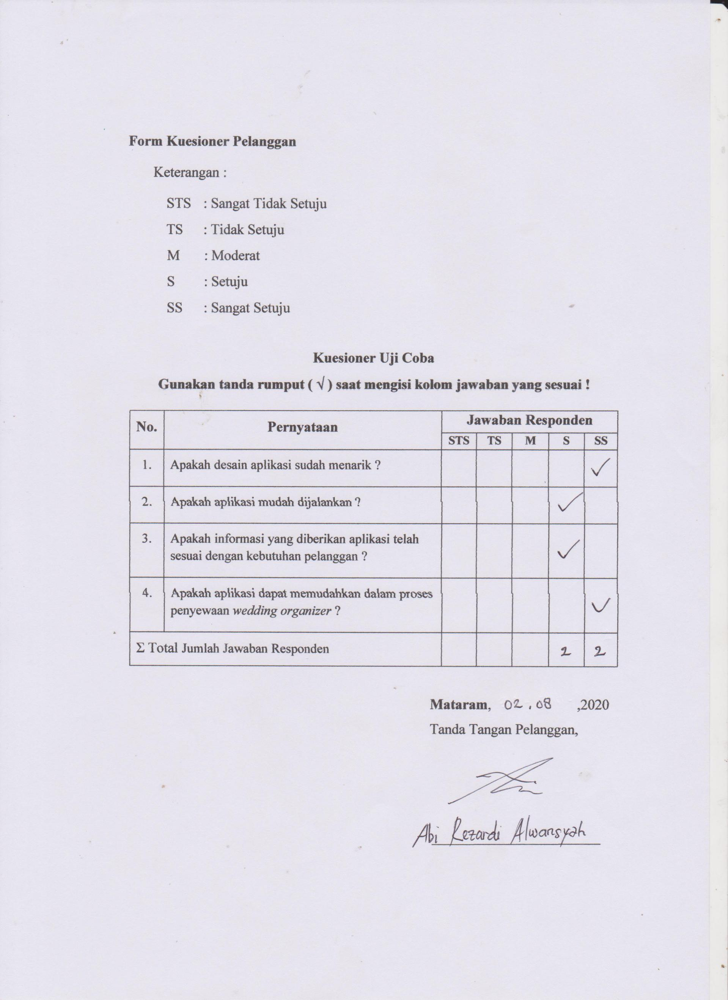 Form Kuesioner Pelanggan
Keterangan :
STS : Sangat Tidak Setuju
TS : Tidak Setuju
M : Moderat
S : Setuju
SS : Sangat Setuju
Kuesioner Uji Coba
Gunakan tanda rumput ( √ ) saat mengisi kolom jawaban yang sesuai !
No. Pernyataan Jawaban Responden
STS TS M S SS
1. Apakah desain aplikasi sudah menarik ? ✓
2. Apakah aplikasi mudah dijalankan ? ✓
3. Apakah informasi yang diberikan aplikasi telah
sesuai dengan kebutuhan pelanggan ? ✓
4. Apakah aplikasi dapat memudahkan dalam proses
penyewaan wedding organizer ? ✓
Σ Total Jumlah Jawaban Responden 2 2
Mataram, 02.08 ,2020
Tanda Tangan Pelanggan,
Abi Rezardi Alwansyah